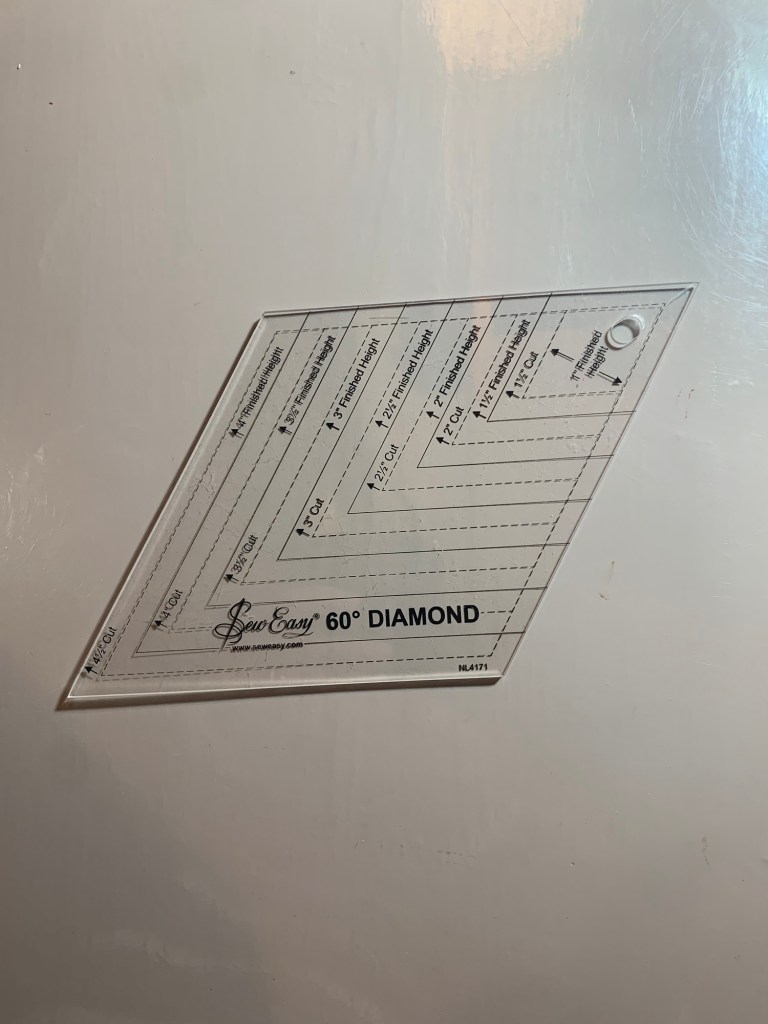 4" Finished Height
3½" Finished Height
3" Finished Height
2½" Finished Height
2" Finished Height
1½" Finished Height
1½" Cut
1" Finished
Height
2" Cut
2½" Cut
3" Cut
3½" Cut
4" Cut
4½" Cut
Sew Easy® 60° DIAMOND
www.seweasy.com
NL4171